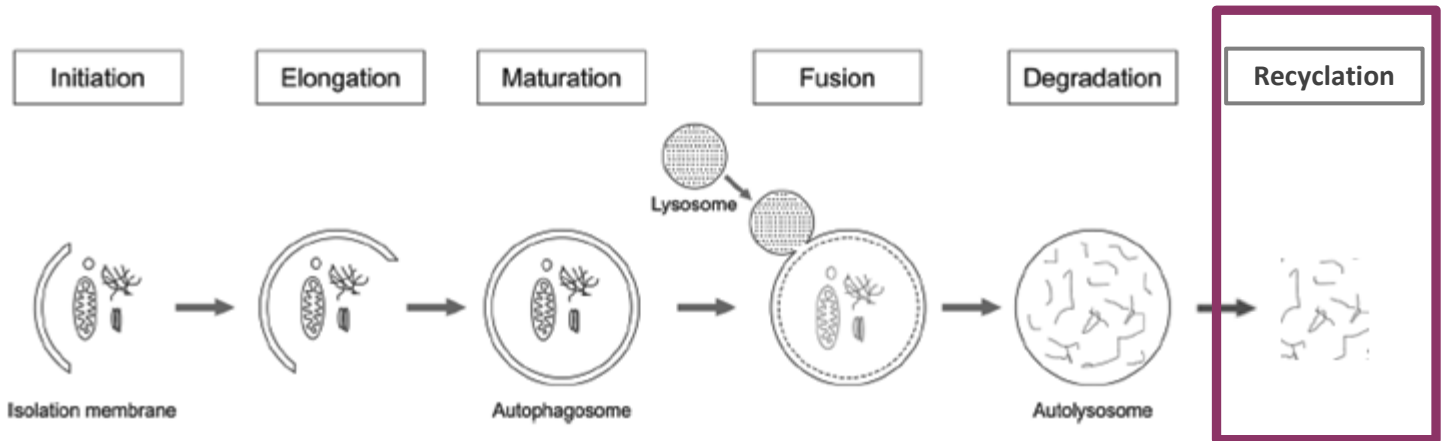 Initiation
Elongation
Maturation
Fusion
Degradation
Recyclation
Lysosome
Isolation membrane
Autophagosome
Autolysosome